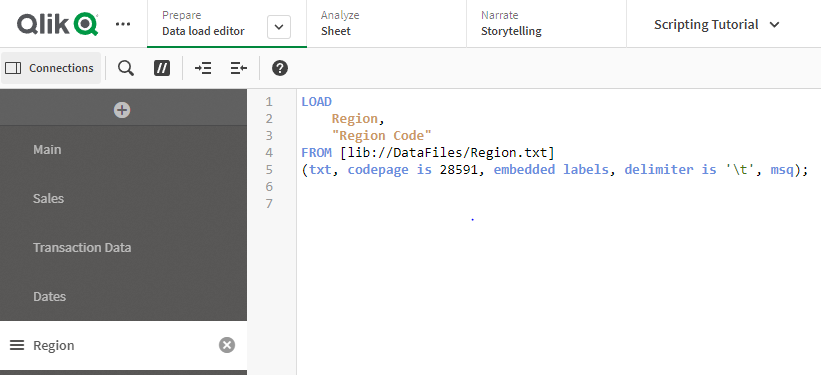 Qlik
Prepare
Data load editor
Analyze
Sheet
Narrate
Storytelling
Scripting Tutorial
Connections
//
?
Main
Sales
Transaction Data
Dates
Region
1 LOAD
2 Region,
3 "Region Code"
4 FROM [lib://DataFiles/Region.txt]
5 (txt, codepage is 28591, embedded labels, delimiter is '\t', msq);
6
7